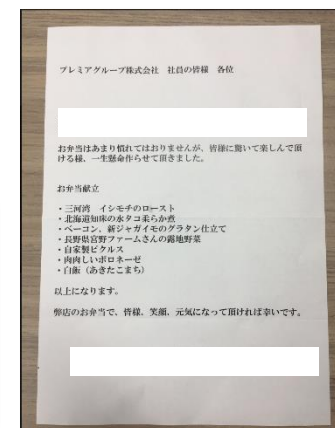 プレミアグループ株式会社　社員の皆様　各位
お弁当はあまり慣れてはおりませんが、皆様に驚いて楽しんで頂
ける様、一生懸命作らせて頂きました。
お弁当献立
・三河湾　イシモチのロースト
・北海道知床の水タコ柔らか煮
・ベーコン、新ジャガイモのグラタン仕立て
・長野県宮野ファームさんの露地野菜
・自家製ピクルス
・肉肉しいボロネーゼ
・白飯（あきたこまち）
以上になります。
弊店のお弁当で、皆様、笑顔、元気になって頂ければ幸いです。